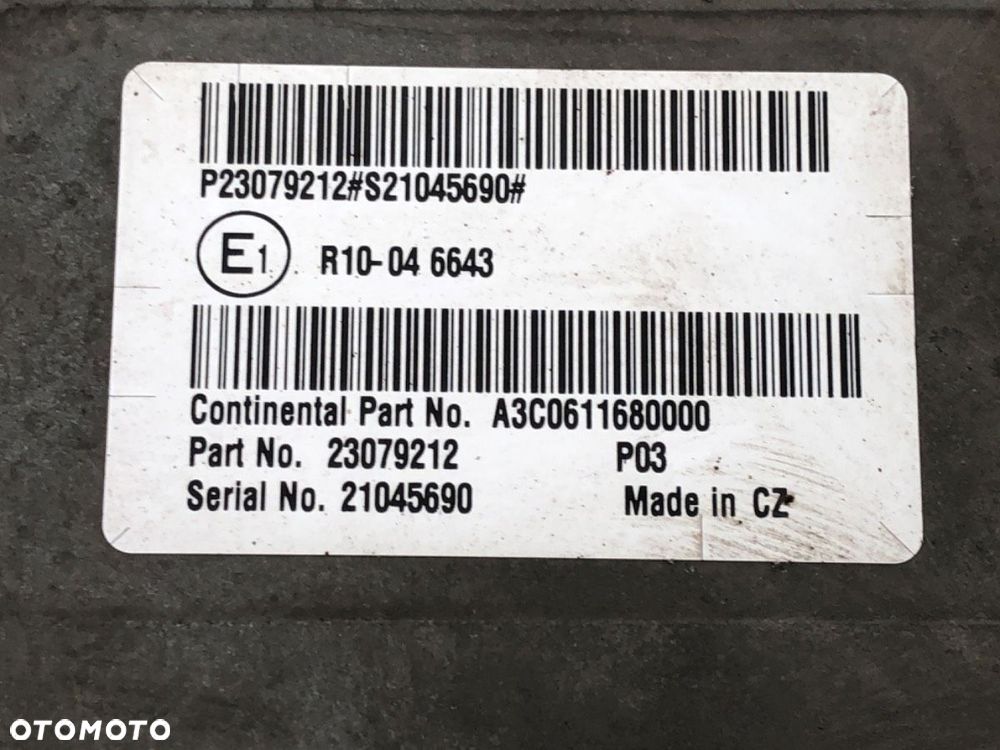 P23079212#S21045690#
E1 R10-04 6643
Continental Part No. A3C0611680000
Part No. 23079212 P03
Serial No. 21045690 Made in CZ
OTOMOTO